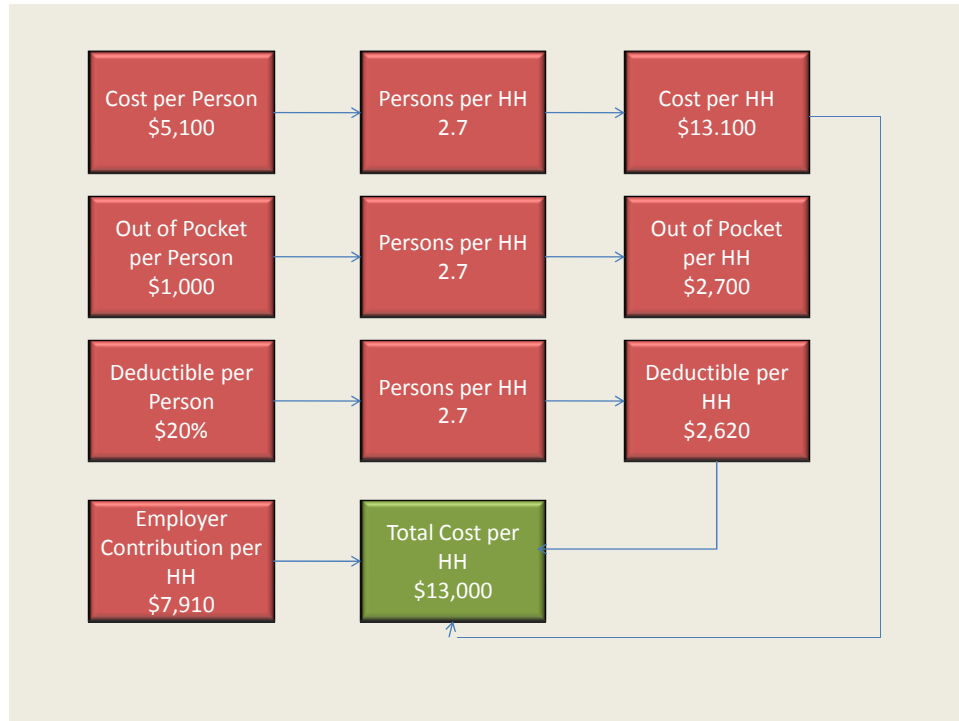 Cost per Person
$5,100
Persons per HH
2.7
Cost per HH
$13.100
Out of Pocket
per Person
$1,000
Persons per HH
2.7
Out of Pocket
per HH
$2,700
Deductible per
Person
$20%
Persons per HH
2.7
Deductible per
HH
$2,620
Employer
Contribution per
HH
$7,910
Total Cost per
HH
$13,000